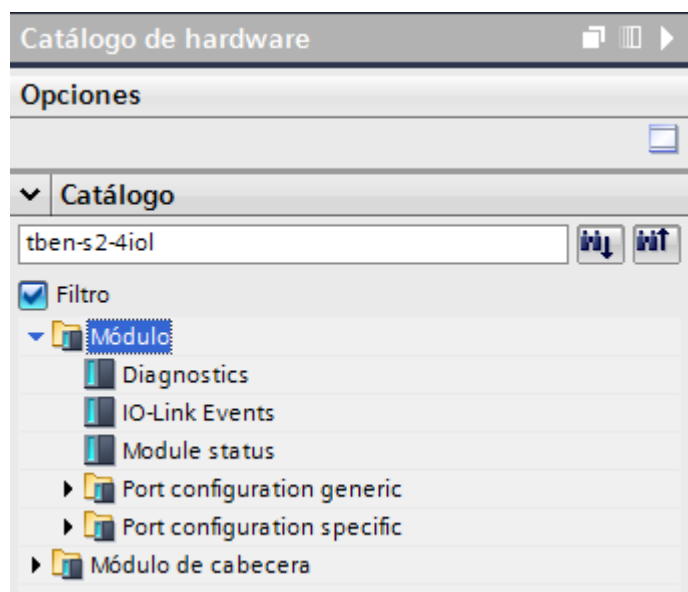 Catálogo de hardware
Opciones
Catálogo
tben-s2-4iol
Filtro
Módulo
Diagnostics
IO-Link Events
Module status
Port configuration generic
Port configuration specific
Módulo de cabecera